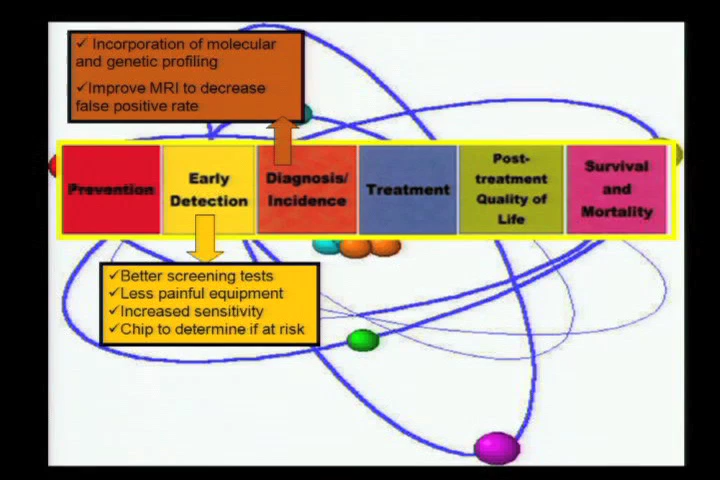 ✓ Incorporation of molecular
and genetic profiling
✓Improve MRI to decrease
false positive rate
Prevention
Early
Detection
Diagnosis/
Incidence
Treatment
Post-
treatment
Quality of
Life
Survival
and
Mortality
✓Better screening tests
✓Less painful equipment
✓Increased sensitivity
✓Chip to determine if at risk